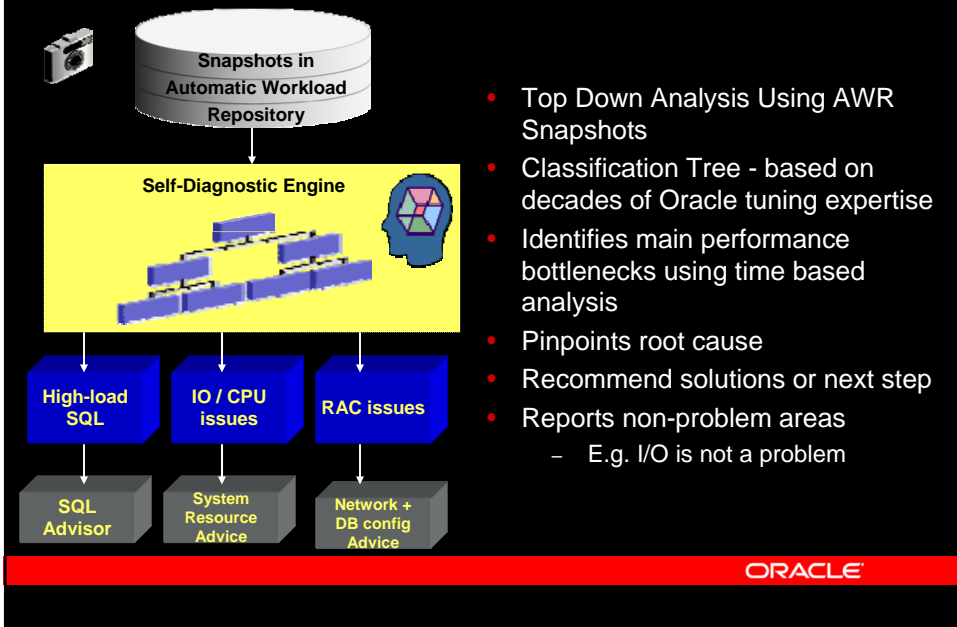 Snapshots in
Automatic Workload
Repository
Self-Diagnostic Engine
High-load
SQL
IO / CPU
issues
RAC issues
SQL
Advisor
System
Resource
Advice
Network +
DB config
Advice
• Top Down Analysis Using AWR
Snapshots
• Classification Tree - based on
decades of Oracle tuning expertise
• Identifies main performance
bottlenecks using time based
analysis
• Pinpoints root cause
• Recommend solutions or next step
• Reports non-problem areas
– E.g. I/O is not a problem
ORACLE